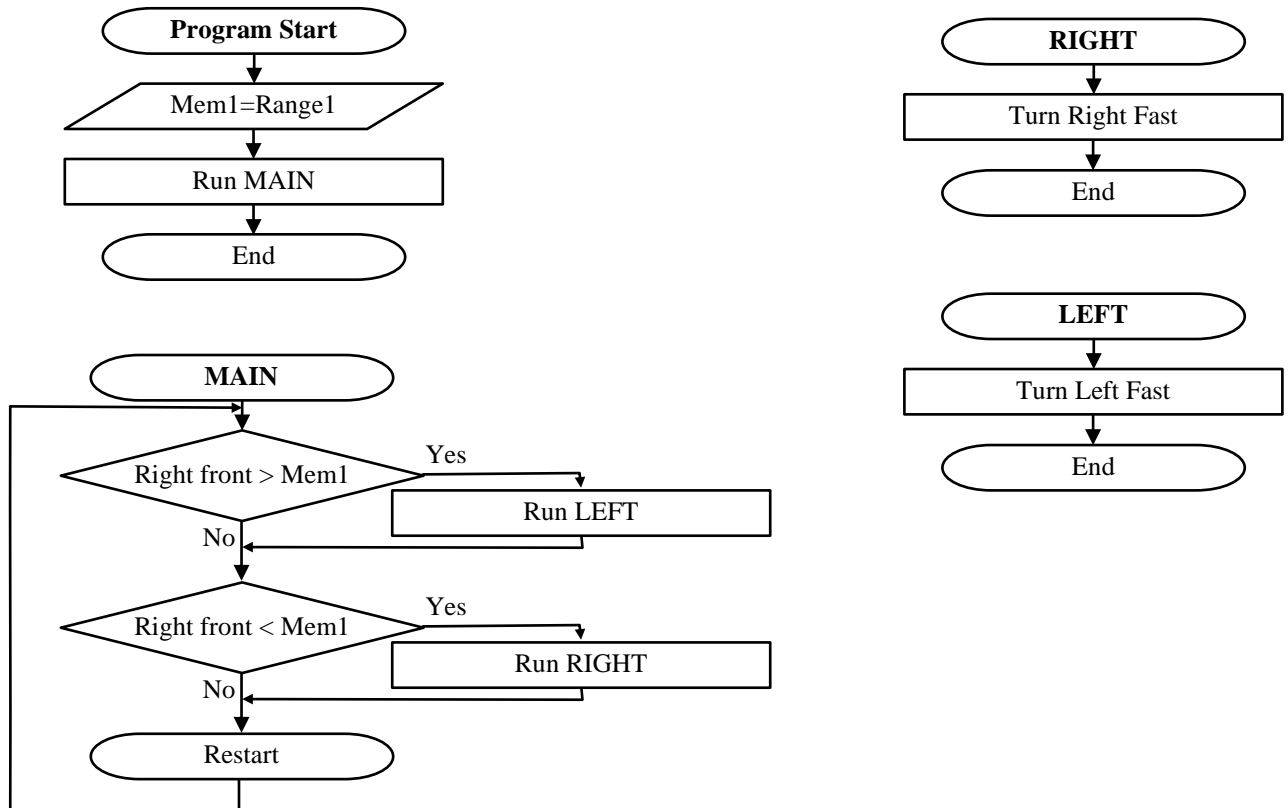 Program Start
Mem1=Range1
Run MAIN
End
MAIN
Right front > Mem1
Yes
Run LEFT
No
Right front < Mem1
Yes
Run RIGHT
No
Restart
RIGHT
Turn Right Fast
End
LEFT
Turn Left Fast
End